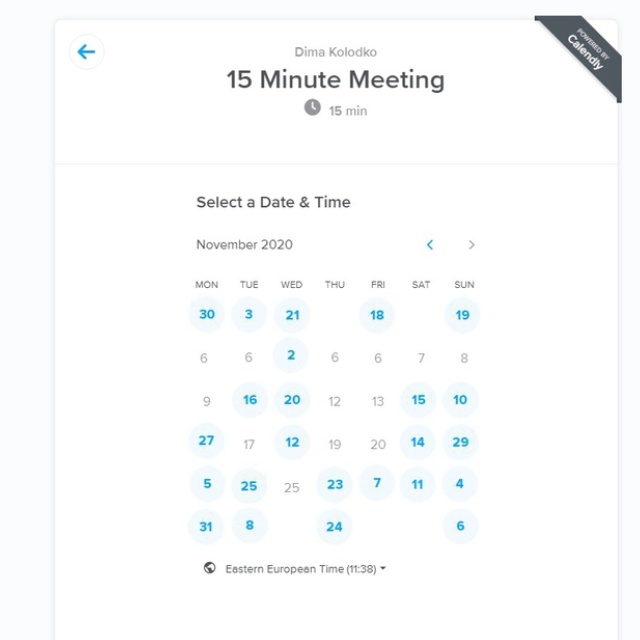 POWERED BY
Calendly
Dima Kolodko
15 Minute Meeting
15 min
Select a Date & Time
November 2020
MON TUE WED THU FRI SAT SUN
30 3 21 18 19
6 6 2 6 6 7 8
9 16 20 12 13 15 10
27 17 12 19 20 14 29
5 25 25 23 7 11 4
31 8 24 6
Eastern European Time (11:38)